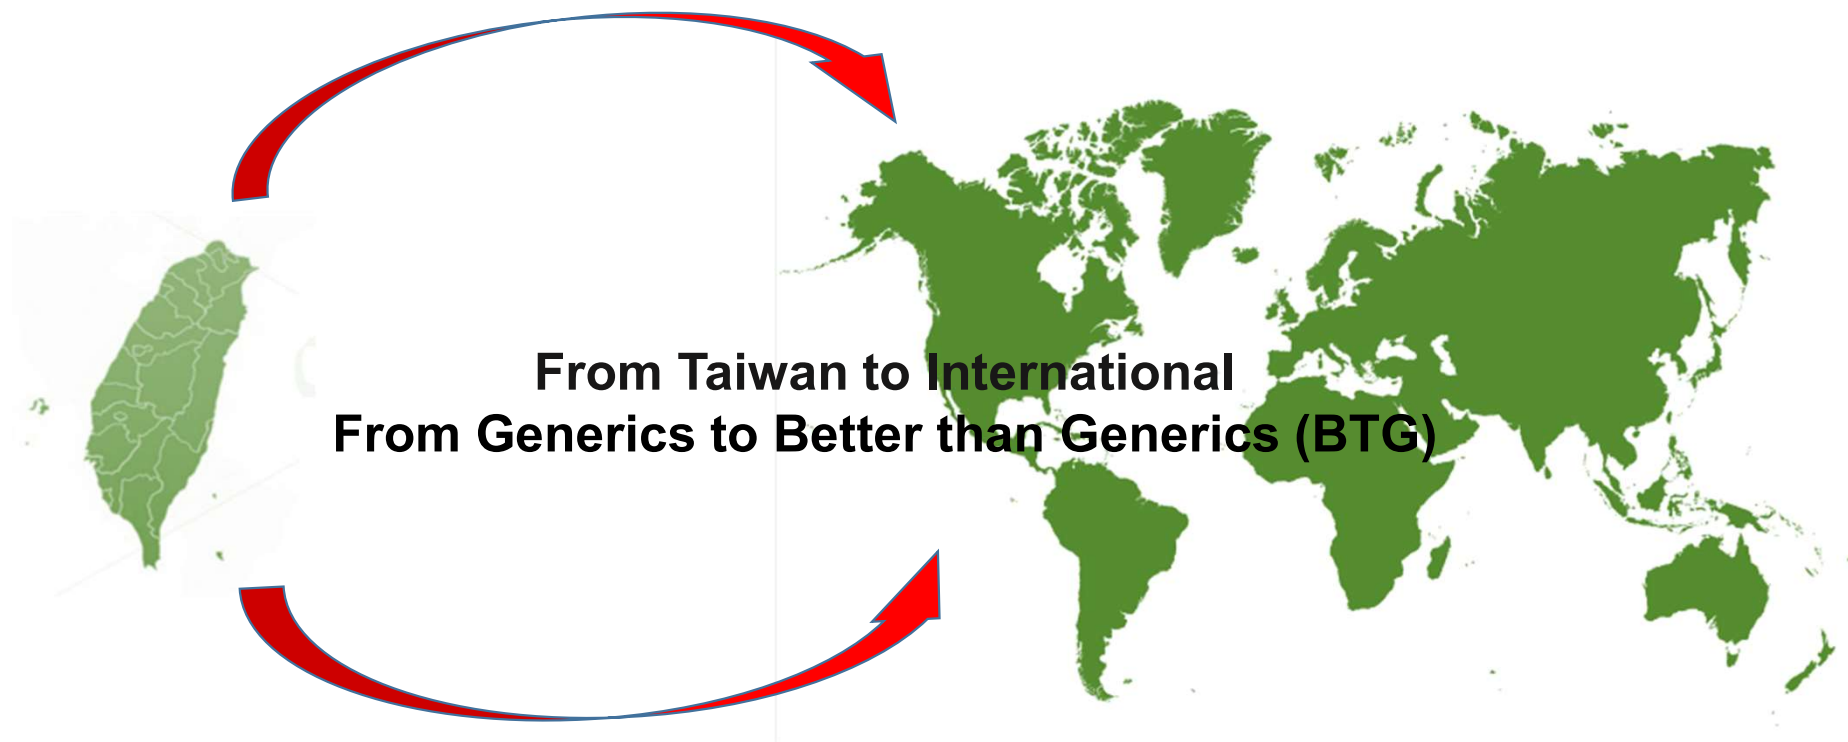 From Taiwan to International
From Generics to Better than Generics (BTG)